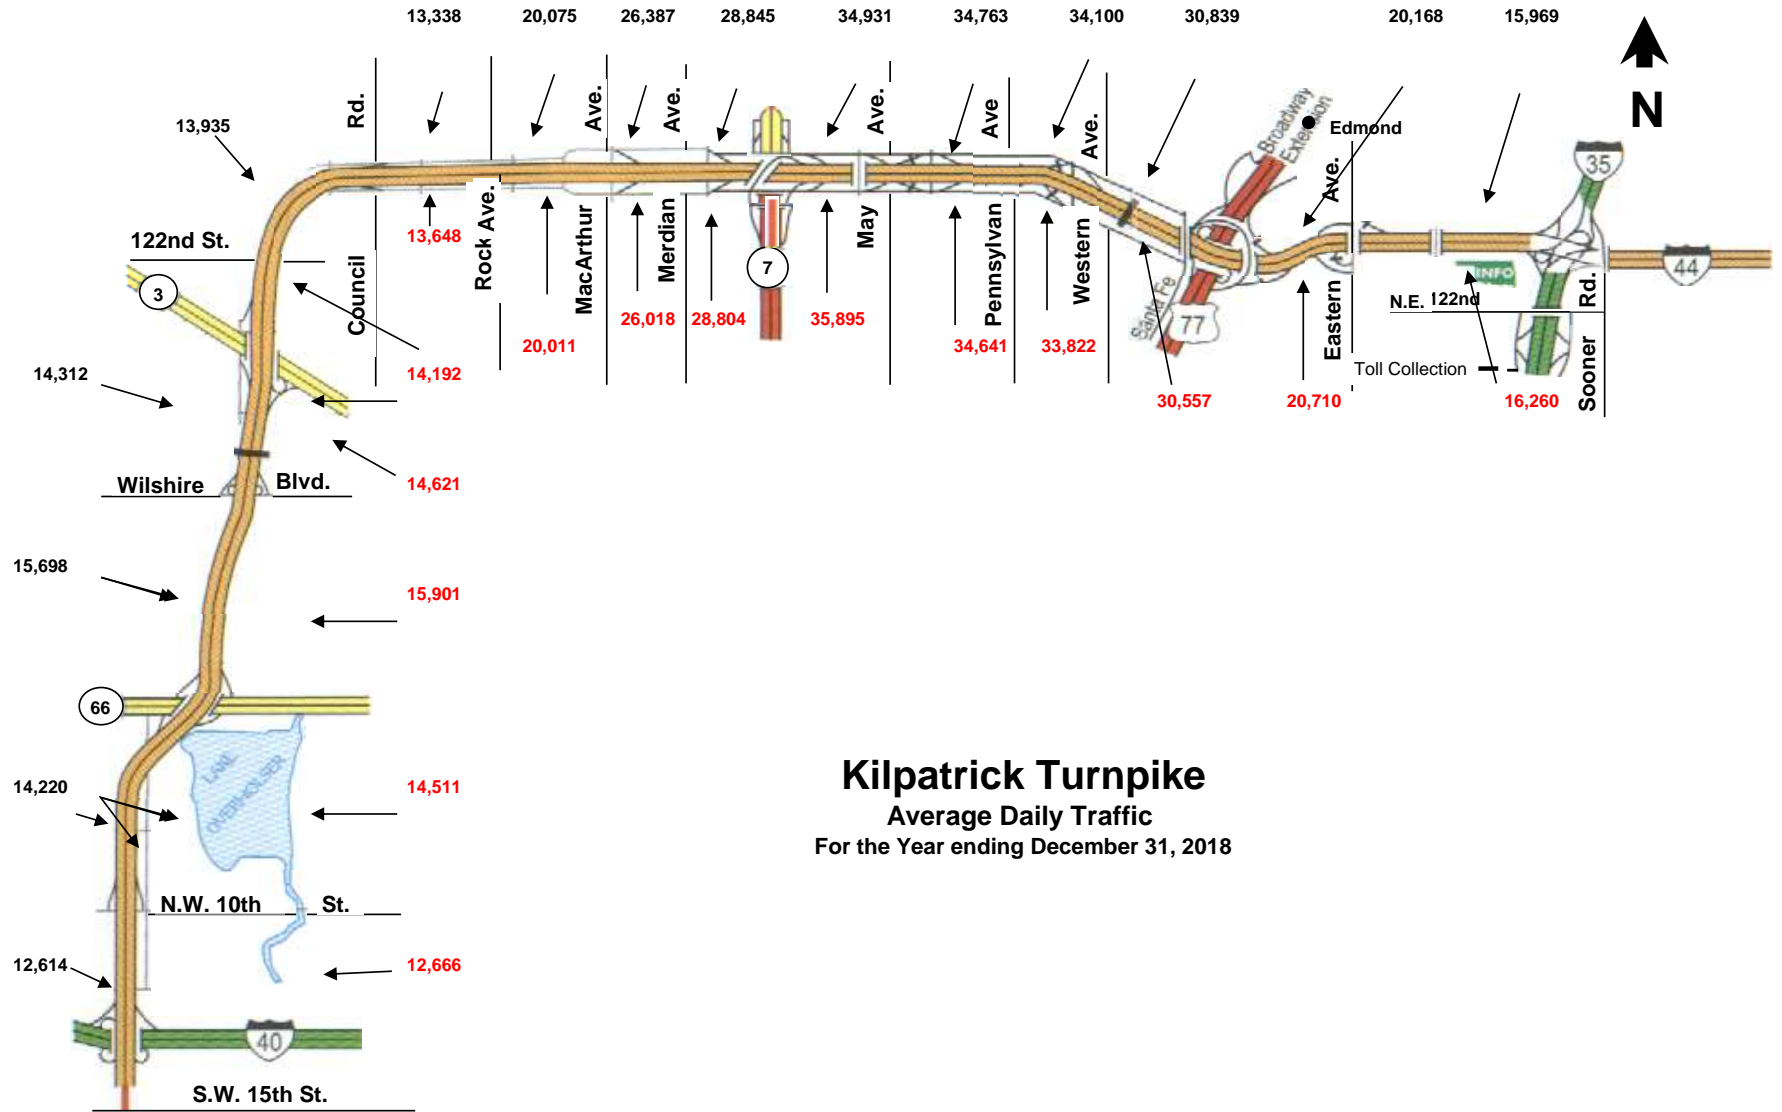 13,338 20,075 26,387 28,845 34,931 34,763 34,100 30,839 20,168 15,969
N
Rd.
Ave.
Ave.
Ave.
Ave
Ave.
Broadway
Extension
Edmond
Ave.
35
13,935
122nd St.
3
Council
13,648
Rock Ave.
MacArthur
Merdian
7
May
Pennsylvan
Western
Santa Fe
77
Eastern
INFO
N.E. 122nd
Rd.
Sooner
44
20,011
26,018 28,804
35,895
34,641
33,822
30,557
20,710
Toll Collection
16,260
14,192
14,312
14,621
Wilshire Blvd.
15,698
15,901
66
LAKE
OVERHOLSER
14,220
14,511
Kilpatrick Turnpike
Average Daily Traffic
For the Year ending December 31, 2018
N.W. 10th St.
12,614
12,666
40
S.W. 15th St.